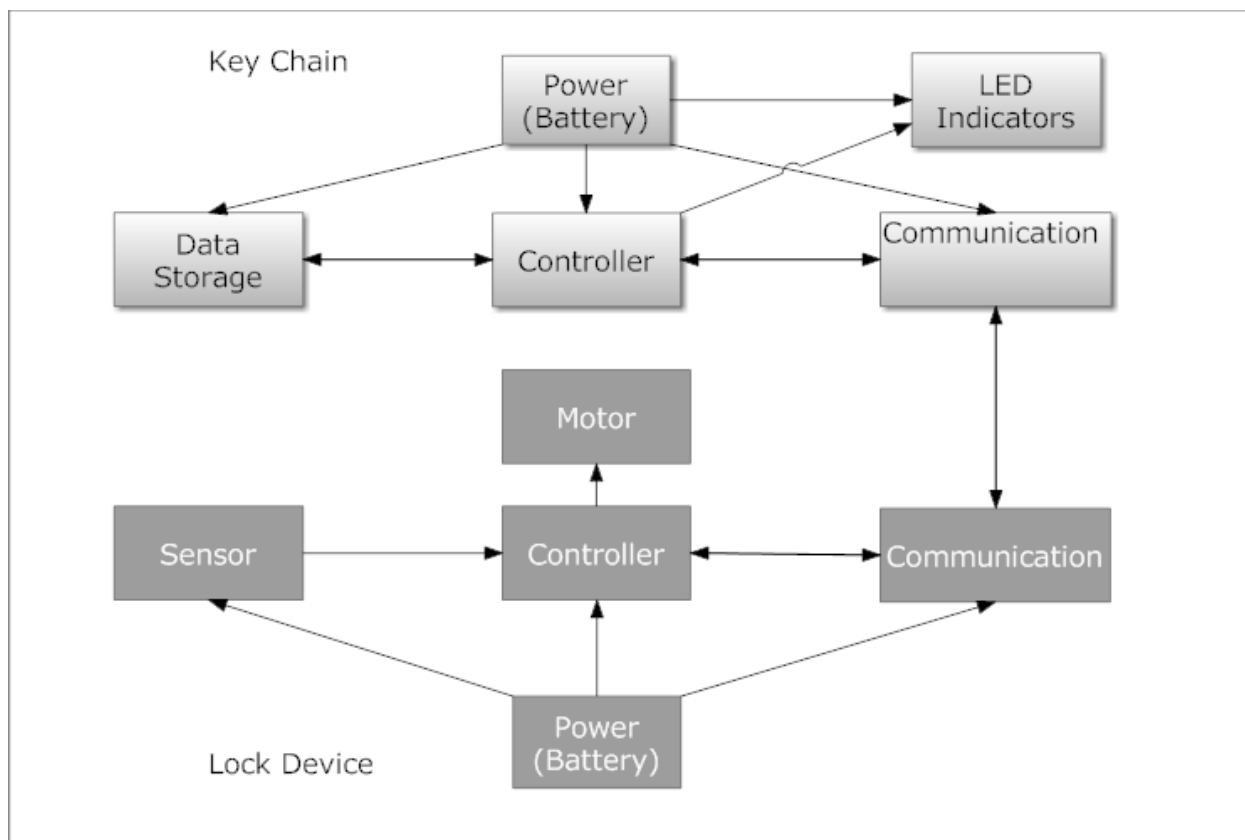 Key Chain
Power
(Battery)
LED
Indicators
Data
Storage
Controller
Communication
Motor
Sensor
Controller
Communication
Power
(Battery)
Lock Device